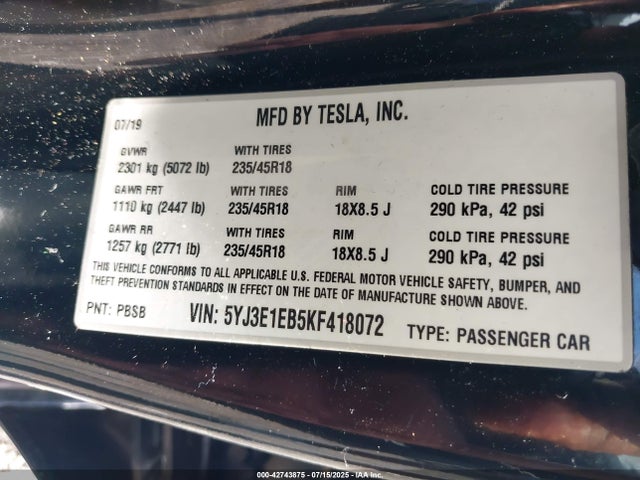 07/19
MFD BY TESLA, INC.
GVWR WITH TIRES
2301 kg (5072 lb) 235/45R18
GAWR FRT WITH TIRES RIM COLD TIRE PRESSURE
1110 kg (2447 lb) 235/45R18 18X8.5 J 290 kPa, 42 psi
GAWR RR WITH TIRES RIM COLD TIRE PRESSURE
1257 kg (2771 lb) 235/45R18 18X8.5 J 290 kPa, 42 psi
THIS VEHICLE CONFORMS TO ALL APPLICABLE U.S. FEDERAL MOTOR VEHICLE SAFETY, BUMPER, AND
THEFT PREVENTION STANDARDS IN EFFECT ON THE DATE OF MANUFACTURE SHOWN ABOVE.
PNT: PBSB VIN: 5YJ3E1EB5KF418072 TYPE: PASSENGER CAR
000-42743875 - 07/15/2025 - IAA